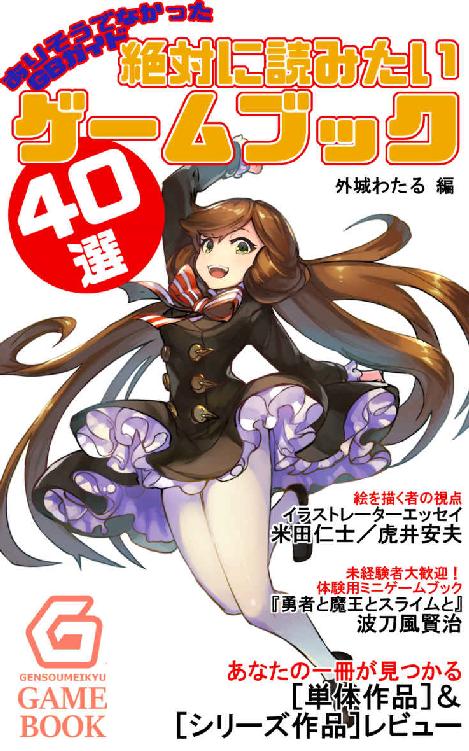 ありそうでなかった
GBガイド
絶対に読みたい
ゲームブック
40
選
外城わたる 編
絵を描く者の視点
イラストレーターエッセイ
米田仁士／虎井安夫
未経験者大歓迎！
体験用ミニゲームブック
『勇者と魔王とスライムと』
波刀風賢治
あなたの一冊が見つかる
［単体作品］＆
［シリーズ作品］レビュー
GENSOUMEIKYU
GAME
BOOK